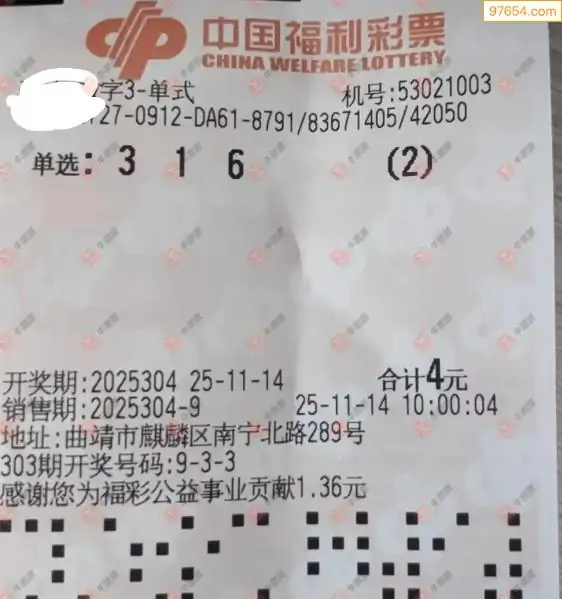 97654.com
中国福利彩票
CHINA WELFARE LOTTERY
字3-单式 机号:53021003
27-0912-DA61-8791/83671405/42050
单选: 3 1 6 (2)
开奖期:2025304 25-11-14 合计4元
销售期:2025304-9 25-11-14 10:00:04
地址:曲靖市麒麟区南宁北路289号
303期开奖号码:9-3-3
感谢您为福彩公益事业贡献1.36元